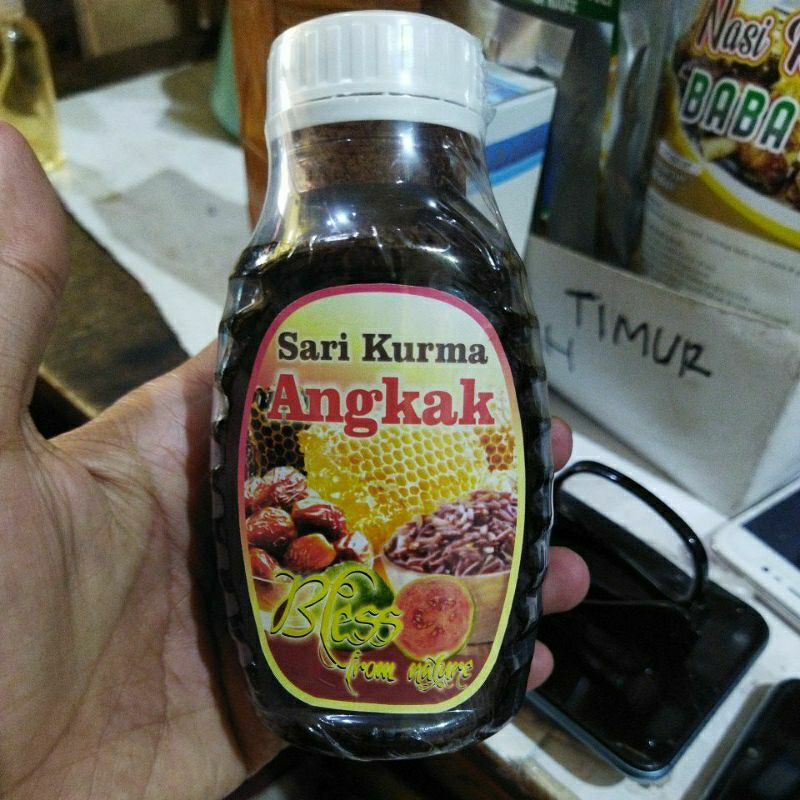 Sari Kurma
Angkak
Bless
from nature
Nasi
BABA
TIMUR